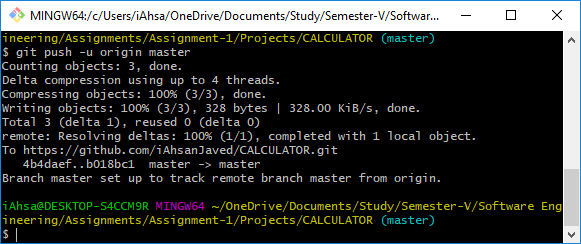 MINGW64:/c/Users/iAhsa/OneDrive/Documents/Study/Semester-V/Softwar...
ineering/Assignments/Assignment-1/Projects/CALCULATOR (master)
$ git push -u origin master
Counting objects: 3, done.
Delta compression using up to 4 threads.
Compressing objects: 100% (3/3), done.
Writing objects: 100% (3/3), 328 bytes | 328.00 KiB/s, done.
Total 3 (delta 1), reused 0 (delta 0)
remote: Resolving deltas: 100% (1/1), completed with 1 local object.
To https://github.com/iAhsanJaved/CALCULATOR.git
   4b4daef..b018bc1  master -> master
Branch master set up to track remote branch master from origin.
iAhsa@DESKTOP-S4CCM9R MINGW64 ~/OneDrive/Documents/Study/Semester-V/Software Eng
ineering/Assignments/Assignment-1/Projects/CALCULATOR (master)
$